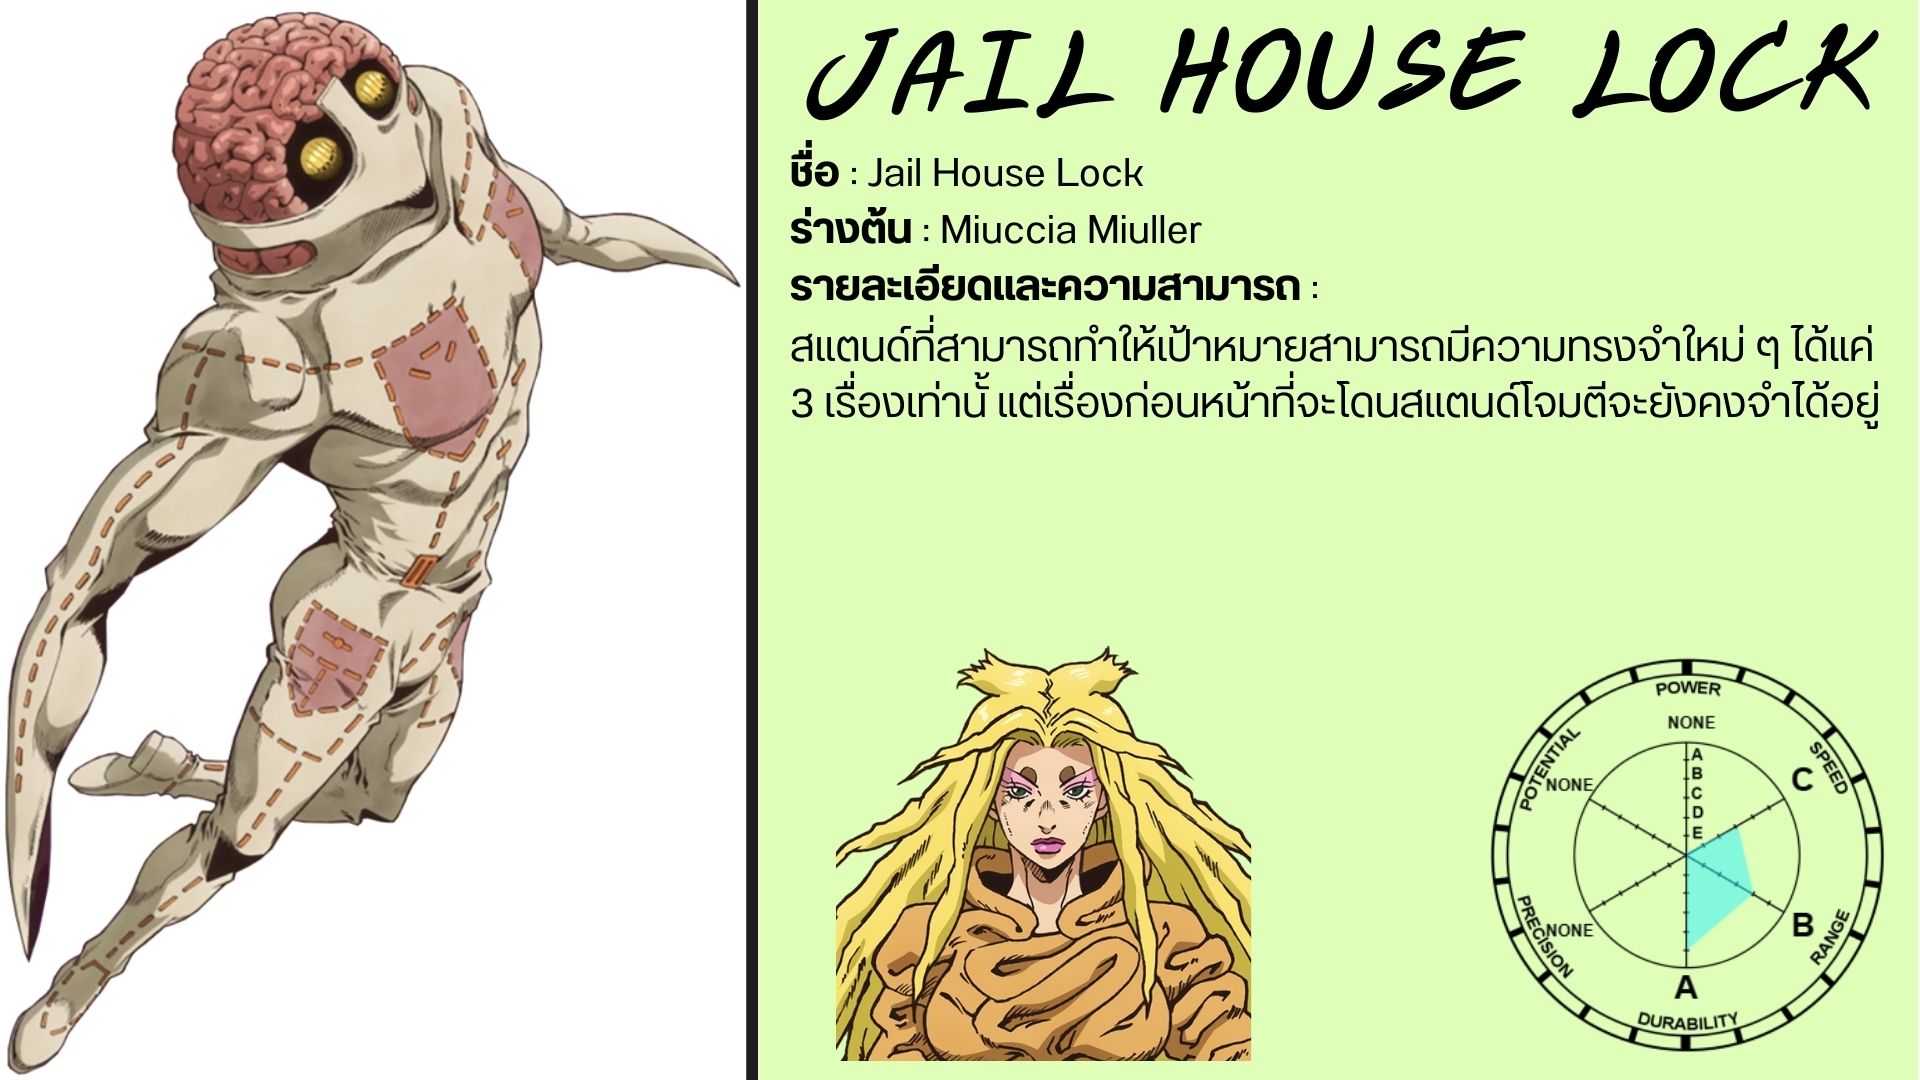 JAIL HOUSE LOCK
ชื่อ : Jail House Lock
ร่างต้น : Miuccia Miuller
รายละเอียดและความสามารถ :
สแตนด์ที่สามารถทำให้เป้าหมายสามารถมีความทรงจำใหม่ ๆ ได้แค่
3 เรื่องเท่านั้ แต่เรื่องก่อนหน้าที่จะโดนสแตนด์โจมตีจะยังคงจำได้อยู่
POWER
NONE
SPEED
C
RANGE
B
DURABILITY
A
PRECISION
NONE
POTENTIAL
NONE
A
B
C
D
E